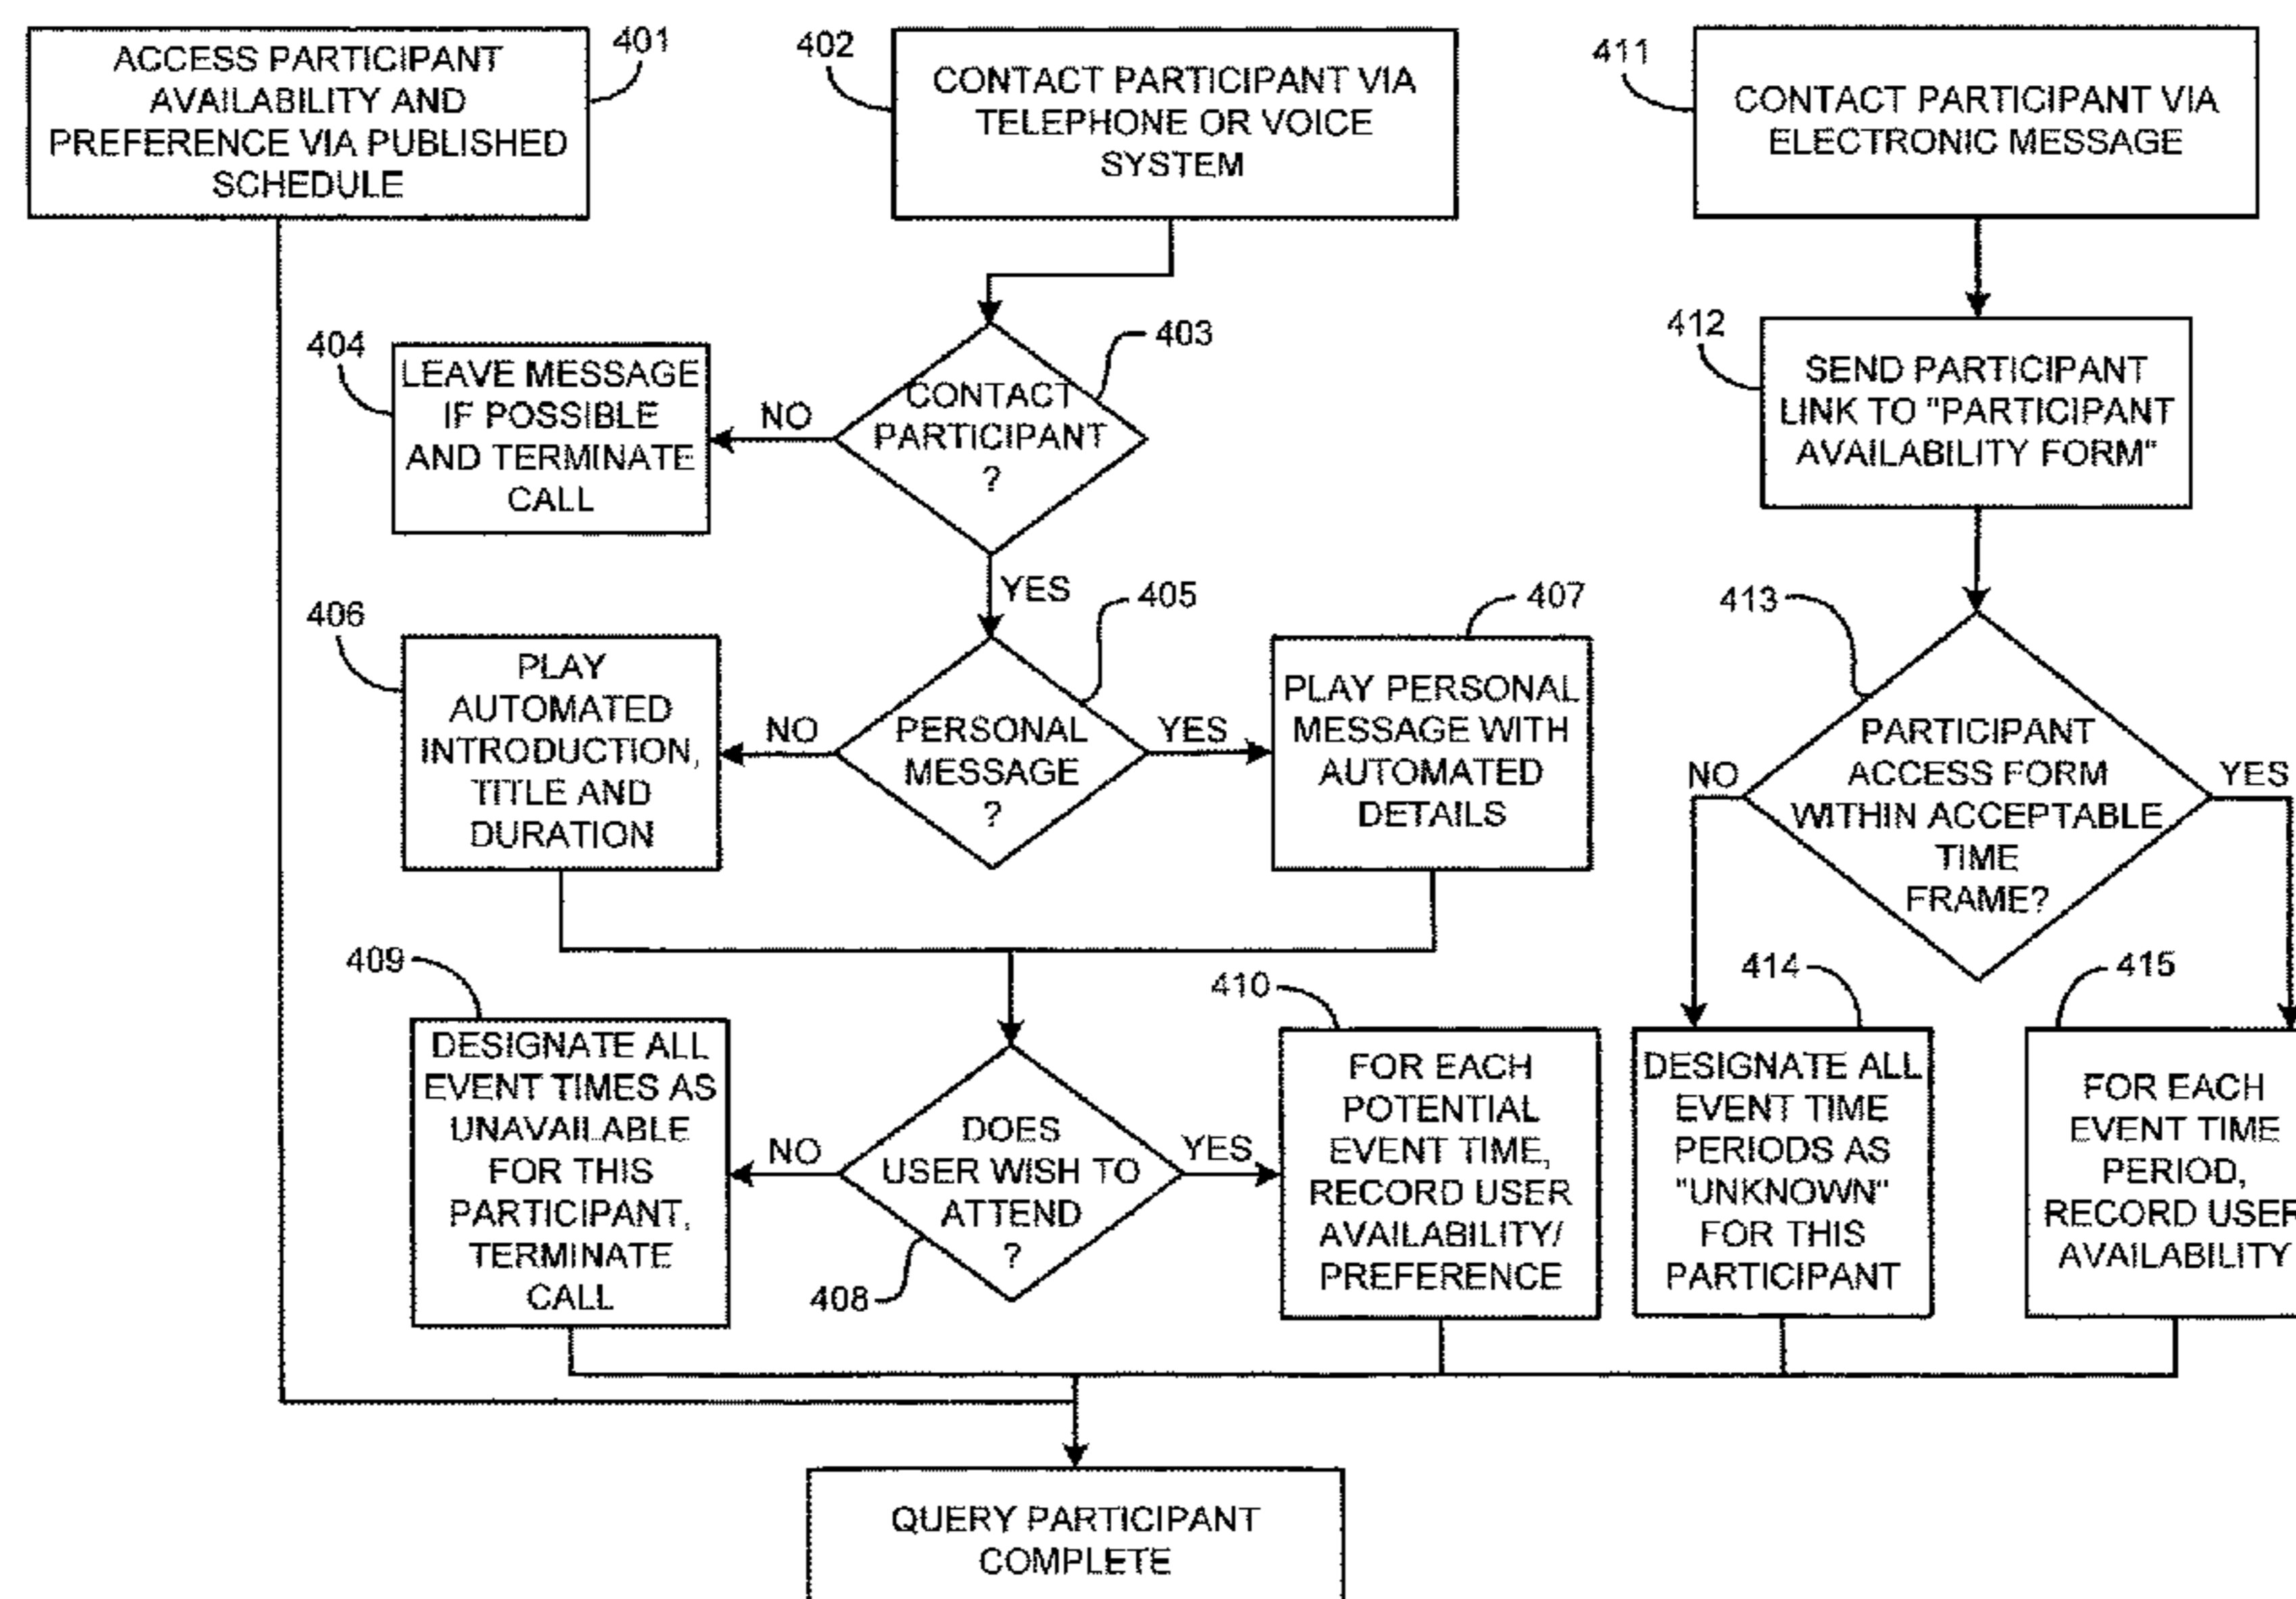 ACCESS PARTICIPANT
AVAILABILITY AND
PREFERENCE VIA PUBLISHED
SCHEDULE
401
402
CONTACT PARTICIPANT VIA
TELEPHONE OR VOICE
SYSTEM
411
CONTACT PARTICIPANT VIA
ELECTRONIC MESSAGE
404
LEAVE MESSAGE
IF POSSIBLE
AND TERMINATE
CALL
NO
403
CONTACT
PARTICIPANT
?
YES
412
SEND PARTICIPANT
LINK TO "PARTICIPANT
AVAILABILITY FORM"
406
PLAY
AUTOMATED
INTRODUCTION,
TITLE AND
DURATION
NO
405
PERSONAL
MESSAGE
?
YES
407
PLAY PERSONAL
MESSAGE WITH
AUTOMATED
DETAILS
413
PARTICIPANT
ACCESS FORM
WITHIN ACCEPTABLE
TIME
FRAME?
NO
YES
409
DESIGNATE ALL
EVENT TIMES AS
UNAVAILABLE
FOR THIS
PARTICIPANT,
TERMINATE
CALL
NO
DOES
USER WISH TO
ATTEND
?
408
YES
410
FOR EACH
POTENTIAL
EVENT TIME,
RECORD USER
AVAILABILITY/
PREFERENCE
414
DESIGNATE ALL
EVENT TIME
PERIODS AS
"UNKNOWN"
FOR THIS
PARTICIPANT
415
FOR EACH
EVENT TIME
PERIOD,
RECORD USER
AVAILABILITY
QUERY PARTICIPANT
COMPLETE